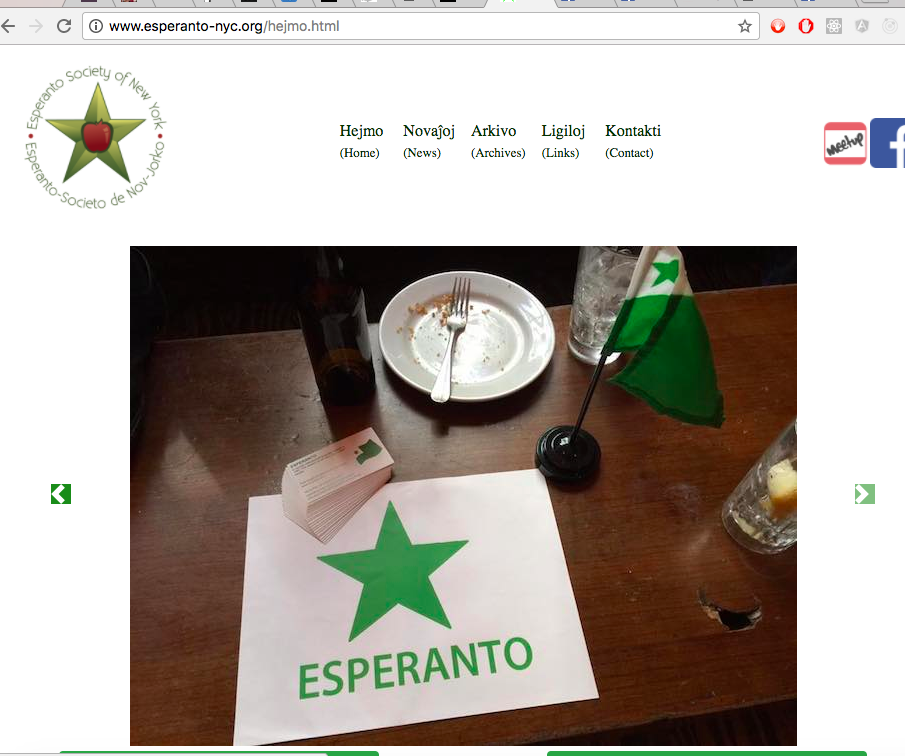 www.esperanto-nyc.org/hejmo.html
Esperanto Society of New York
Esperanto-Societo de Nov-Jorko
Hejmo Novaĵoj Arkivo Ligiloj Kontakti
(Home) (News) (Archives) (Links) (Contact)
meetup
f
ESPERANTO
ESPERANTO